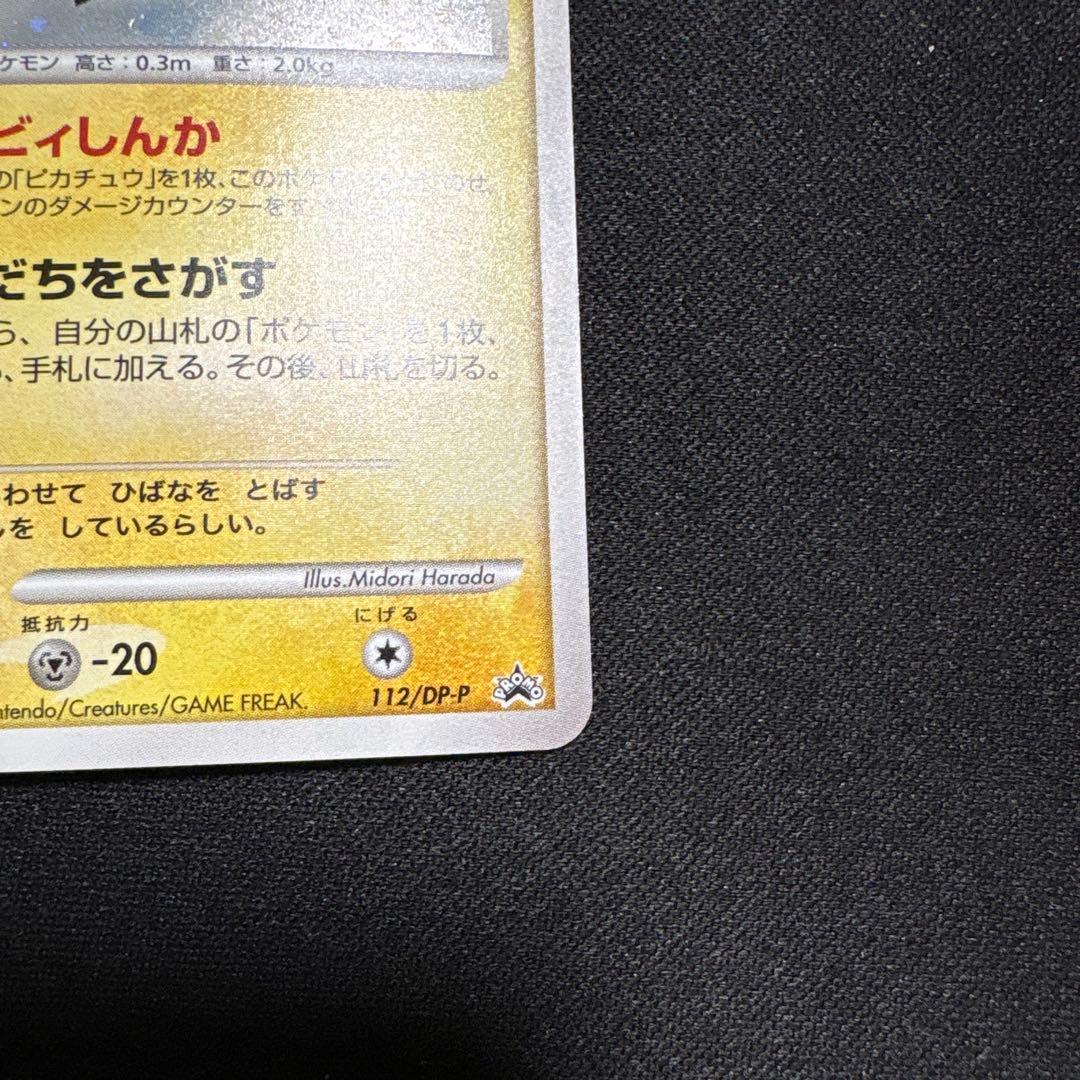 ケモン 高さ：0.3m 重さ：2.0kg
ビィしんか
の「ピカチュウ」を1枚、このポケ のせ、
ンのダメージカウンターをす
だちをさがす
ら、自分の山札の「ポケモン」を1枚、
、手札に加える。その後、山札を切る。
わせて ひばなを とばす
を しているらしい。
Illus.Midori Harada
抵抗力 にげる
-20
ntendo/Creatures/GAME FREAK. 112/DP-P PROMO